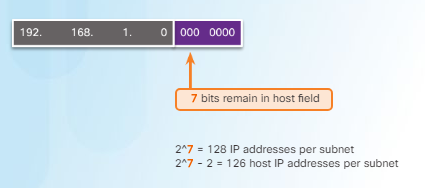 192. 168. 1. 0 000 0000
7 bits remain in host field
2^7 = 128 IP addresses per subnet
2^7 - 2 = 126 host IP addresses per subnet